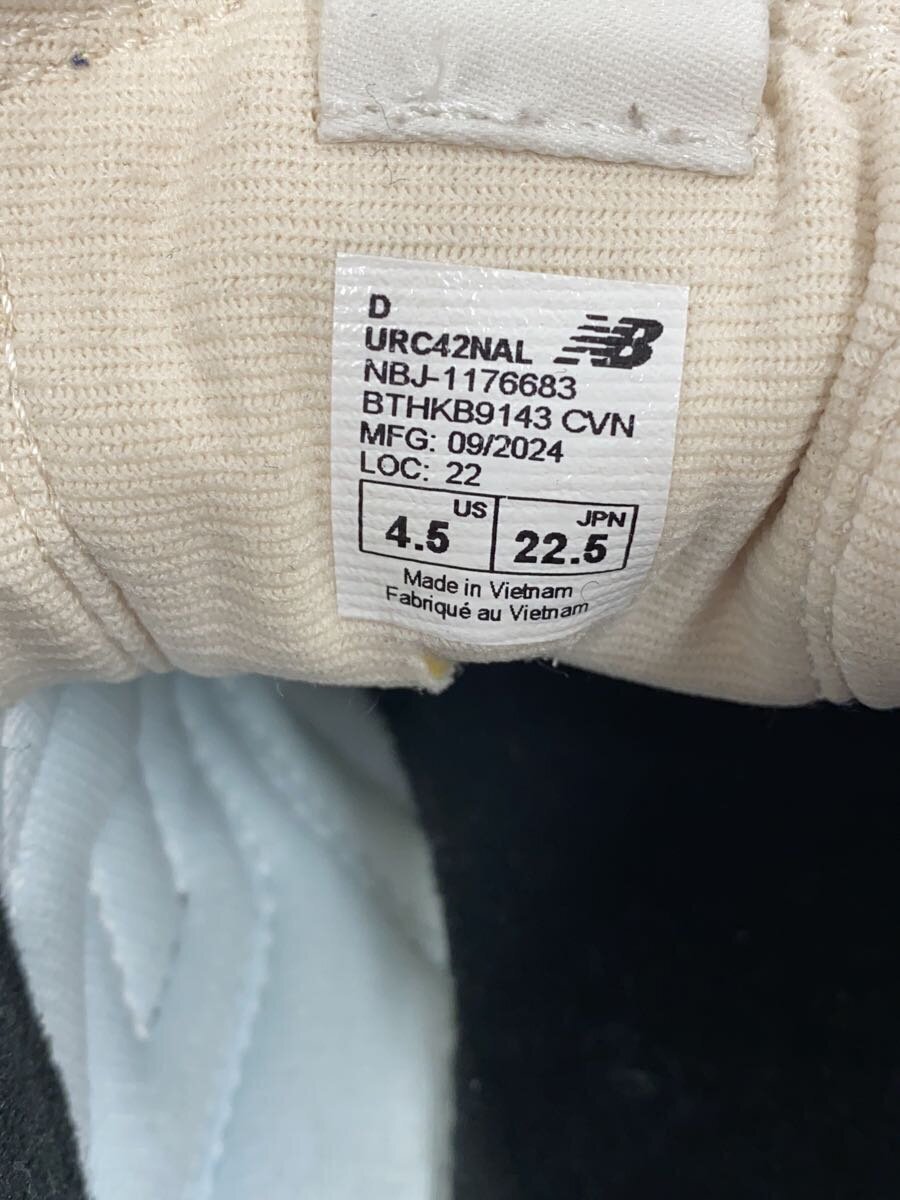 D
URC42NAL NB
NBJ-1176683
BTHKB9143 CVN
MFG: 09/2024
LOC: 22
US JPN
4.5 22.5
Made in Vietnam
Fabriqué au Vietnam